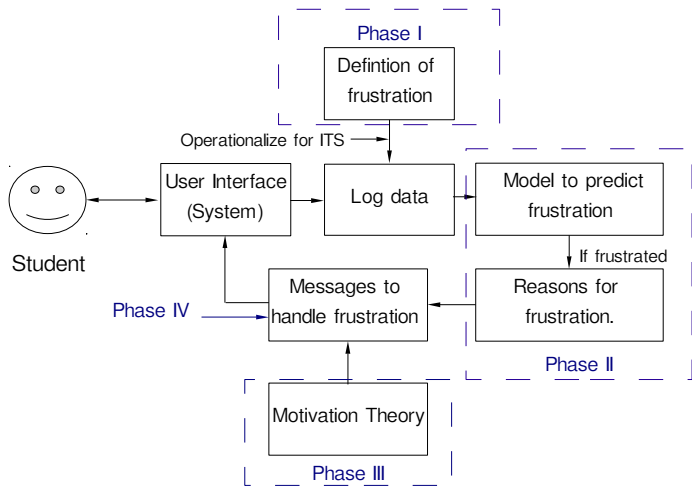 Phase I
Defintion of
frustration
Operationalize for ITS
User Interface
(System)
Log data
Model to predict
frustration
Student
If frustrated
Messages to
handle frustration
Reasons for
frustration.
Phase IV
Phase II
Motivation Theory
Phase III